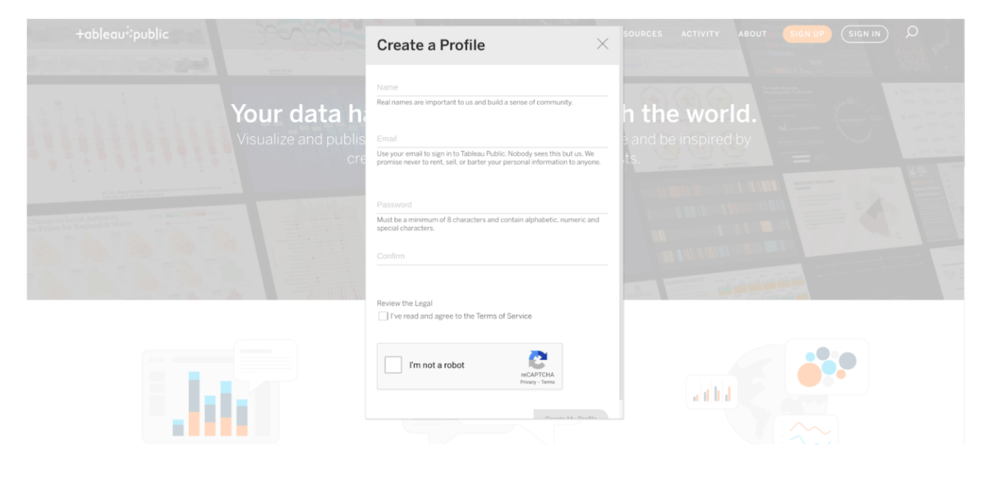 +ableau public
SOURCES
ACTIVITY
ABOUT
SIGN UP
SIGN IN
Create a Profile
Your data ha
h the world.
Visualize and publis
e and be inspired by
cre
ts.
Name
Real names are important to us and build a sense of community.
Email
Use your email to sign in to Tableau Public. Nobody sees this but us. We
promise never to rent, sell, or barter your personal information to anyone.
Password
Must be a minimum of 8 characters and contain alphabetic, numeric and
special characters.
Confirm
Review the Legal
I've read and agree to the Terms of Service
I'm not a robot
reCAPTCHA
Privacy - Terms
Create My Profile